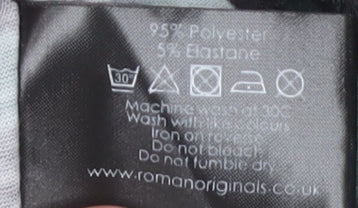 95% Polyester
5% Elastane
30°
Machine wash at 30C
Wash with like colours
Iron on reverse
Do not bleach
Do not tumble dry
www.romanoriginals.co.uk